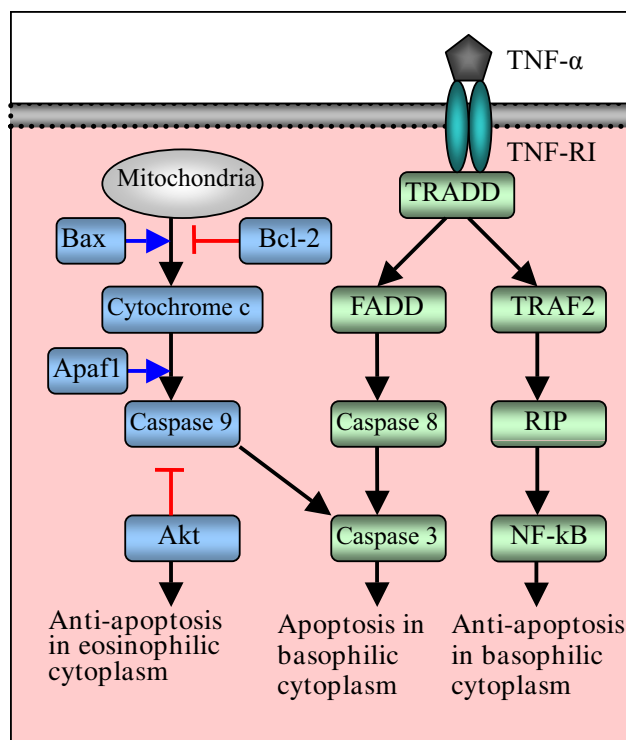 TNF-α
TNF-RI
Mitochondria
TRADD
Bax
Bcl-2
Cytochrome c
FADD
TRAF2
Apaf1
Caspase 9
Caspase 8
RIP
Akt
Caspase 3
NF-kB
Anti-apoptosis
in eosinophilic
cytoplasm
Apoptosis in
basophilic
cytoplasm
Anti-apoptosis
in basophilic
cytoplasm